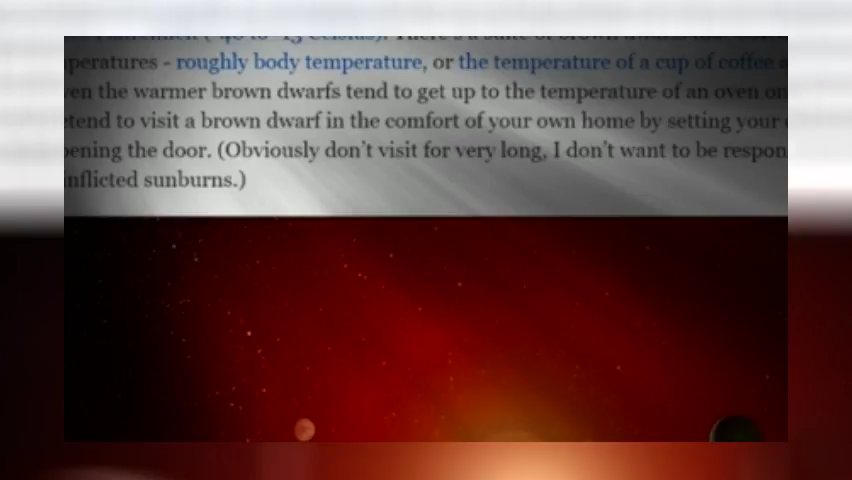 peratures - roughly body temperature, or the temperature of a cup of coffee
en the warmer brown dwarfs tend to get up to the temperature of an oven or
tend to visit a brown dwarf in the comfort of your own home by setting your
ening the door. (Obviously don't visit for very long, I don't want to be respon
inflicted sunburns.)